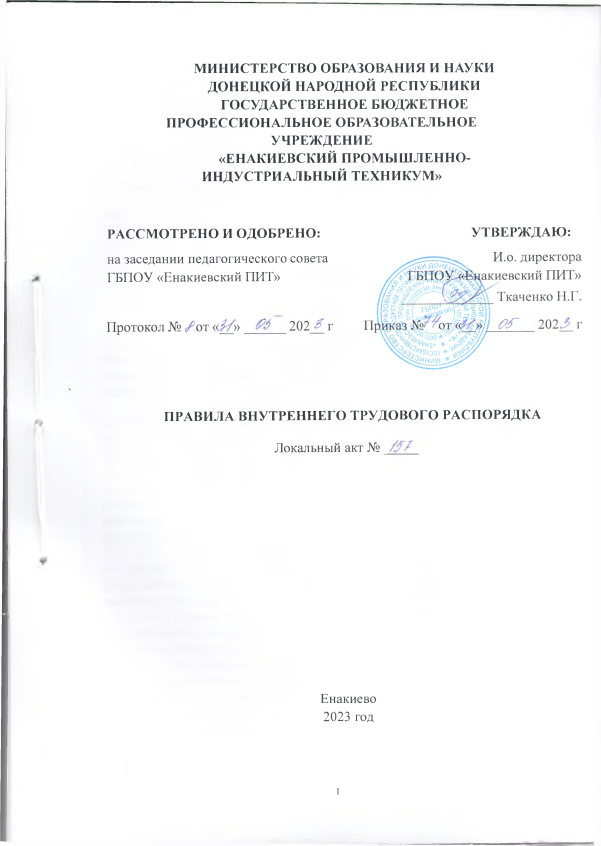 МИНИСТЕРСТВО ОБРАЗОВАНИЯ И НАУКИ
ДОНЕЦКОЙ НАРОДНОЙ РЕСПУБЛИКИ
ГОСУДАРСТВЕННОЕ БЮДЖЕТНОЕ
ПРОФЕССИОНАЛЬНОЕ ОБРАЗОВАТЕЛЬНОЕ
УЧРЕЖДЕНИЕ
«ЕНАКИЕВСКИЙ ПРОМЫШЛЕННО-
ИНДУСТРИАЛЬНЫЙ ТЕХНИКУМ»
РАССМОТРЕНО И ОДОБРЕНО:
на заседании педагогического совета
ГБПОУ «Енакиевский ПИТ»
Протокол № 8 от «31» 05 2023 г
УТВЕРЖДАЮ:
И.о. директора
ГБПОУ «Енакиевский ПИТ»
Ткаченко Н.Г.
Приказ № 74 от «31» 05 2023 г
ПРАВИЛА ВНУТРЕННЕГО ТРУДОВОГО РАСПОРЯДКА
Локальный акт № 157
Енакиево
2023 год
1